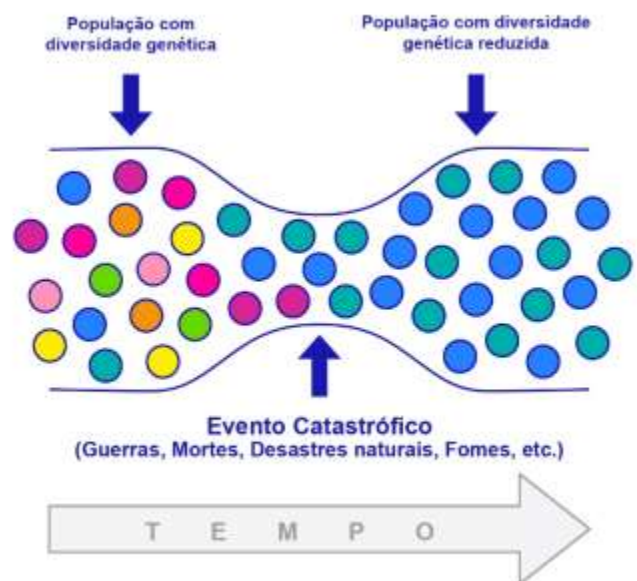 População com
diversidade genética
População com diversidade
genética reduzida
Evento Catastrófico
(Guerras, Mortes, Desastres naturais, Fomes, etc.)
T E M P O